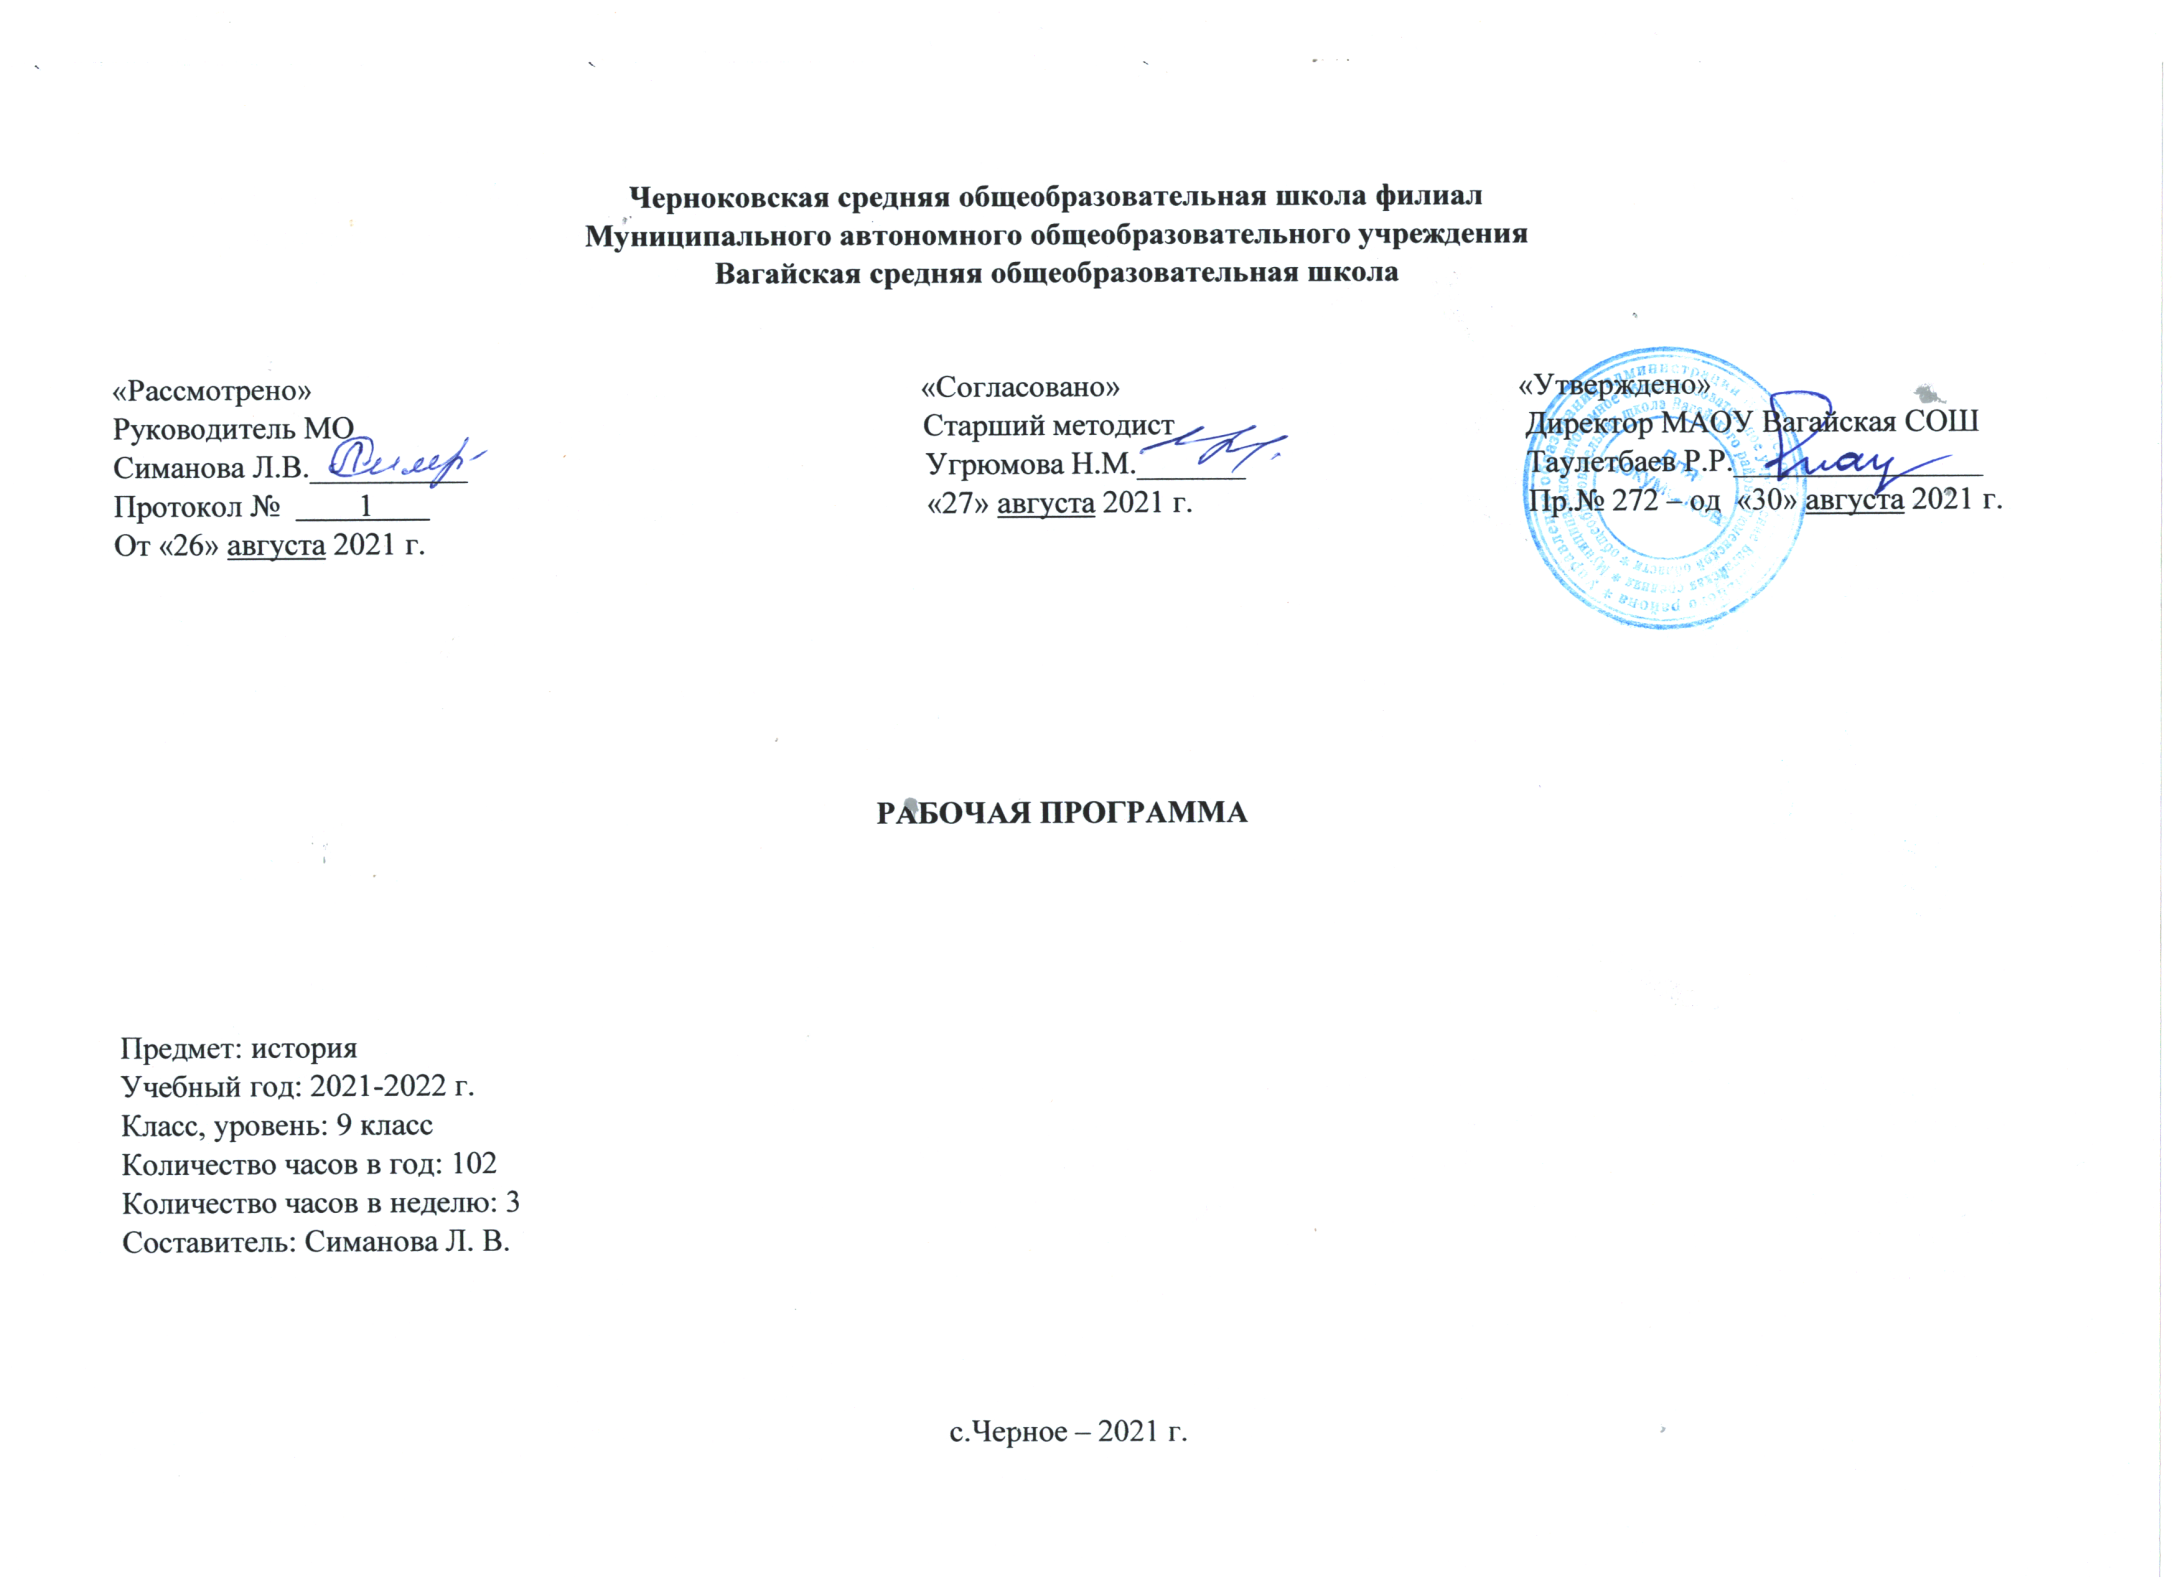 Черноковская средняя общеобразовательная школа филиал
Муниципального автономного общеобразовательного учреждения
Вагайская средняя общеобразовательная школа
«Рассмотрено»
Руководитель МО
Симанова Л.В.
Протокол № 1
От «26» августа 2021 г.
«Согласовано»
Старший методист
Угрюмова Н.М.
«27» августа 2021 г.
«Утверждено»
Директор МАОУ Вагайская СОШ
Таулетбаев Р.Р.
Пр.№ 272 – од «30» августа 2021 г.
Для
документов
РАБОЧАЯ ПРОГРАММА
Предмет: история
Учебный год: 2021-2022 г.
Класс, уровень: 9 класс
Количество часов в год: 102
Количество часов в неделю: 3
Составитель: Симанова Л. В.
с.Черное – 2021 г.